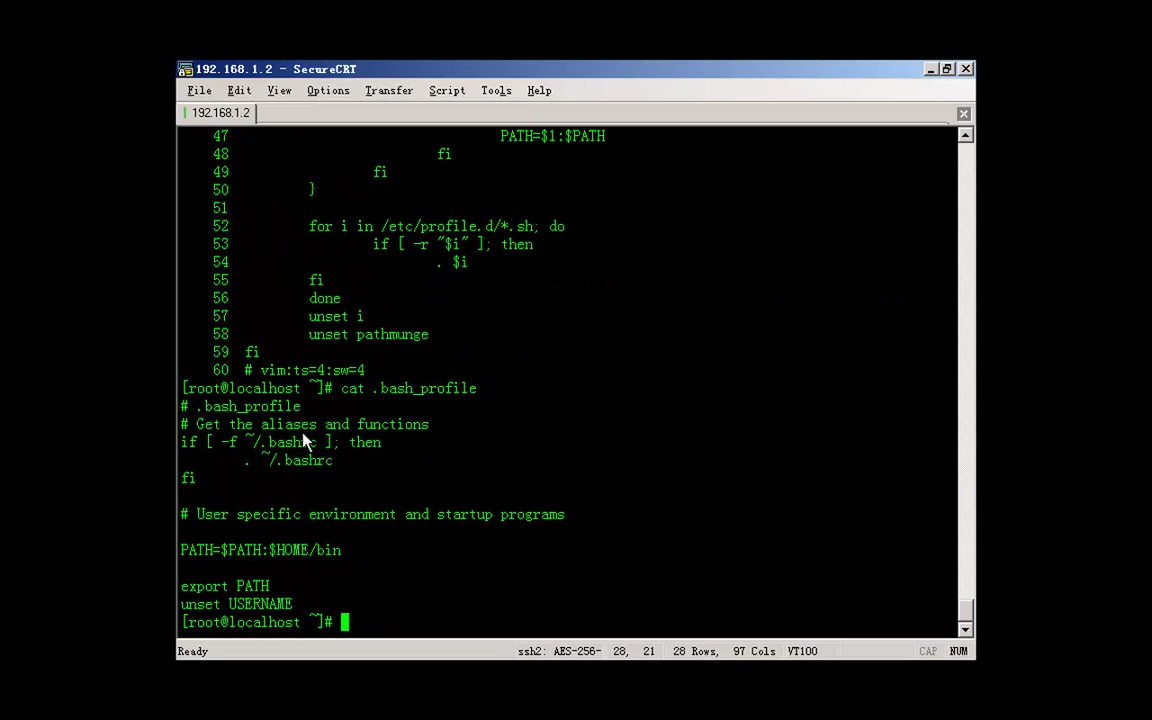 192.168.1.2 - SecureCRT
File Edit View Options Transfer Script Tools Help
192.168.1.2
47 PATH=$1:$PATH
48 fi
49 fi
50 }
51
52 for i in /etc/profile.d/*.sh; do
53 if [ -r "$i" ]; then
54 . $i
55 fi
56 done
57 unset i
58 unset pathmunge
59 fi
60 # vim:ts=4:sw=4
[root@localhost ~]# cat .bash_profile
# .bash_profile
# Get the aliases and functions
if [ -f ~/.bashrc ]; then
. ~/.bashrc
fi
# User specific environment and startup programs
PATH=$PATH:$HOME/bin
export PATH
unset USERNAME
[root@localhost ~]#
Ready ssh2: AES-256- 28, 21 28 Rows, 97 Cols VT100 CAP NUM